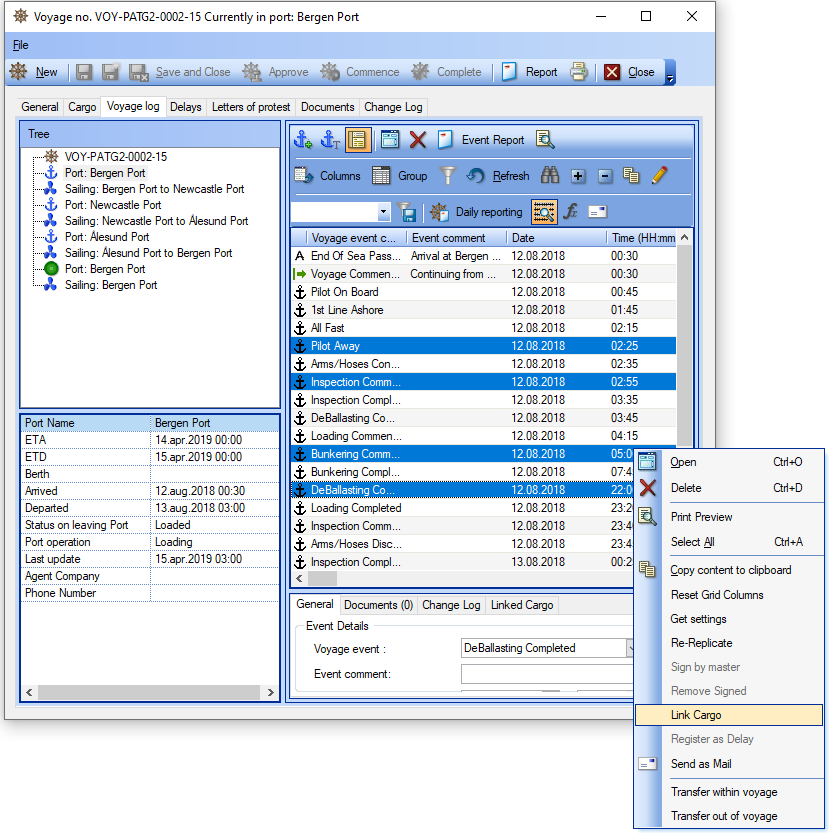 Voyage no. VOY-PATG2-0002-15 Currently in port: Bergen Port
File
New Save and Close Approve Commence Complete Report Close
General Cargo Voyage log Delays Letters of protest Documents Change Log
Tree
VOY-PATG2-0002-15
Port: Bergen Port
Sailing: Bergen Port to Newcastle Port
Port: Newcastle Port
Sailing: Newcastle Port to Álesund Port
Port: Álesund Port
Sailing: Álesund Port to Bergen Port
Port: Bergen Port
Sailing: Bergen Port
Port Name Bergen Port
ETA 14.apr.2019 00:00
ETD 15.apr.2019 00:00
Berth
Arrived 12.aug.2018 00:30
Departed 13.aug.2018 03:00
Status on leaving Port Loaded
Port operation Loading
Last update 15.apr.2019 03:00
Agent Company
Phone Number
Event Report
Columns Group Refresh
Daily reporting
Voyage event c... Event comment Date Time (HH:mm
A End Of Sea Pass... Arrival at Bergen ... 12.08.2018 00:30
Voyage Commen... Continuing from ... 12.08.2018 00:30
Pilot On Board 12.08.2018 00:45
1st Line Ashore 12.08.2018 01:45
All Fast 12.08.2018 02:15
Pilot Away 12.08.2018 02:25
Arms/Hoses Con... 12.08.2018 02:35
Inspection Comm... 12.08.2018 02:55
Inspection Compl... 12.08.2018 03:35
DeBallasting Co... 12.08.2018 03:45
Loading Commen... 12.08.2018 04:15
Bunkering Comm... 12.08.2018 05:0
Bunkering Compl... 12.08.2018 07:4
DeBallasting Co... 12.08.2018 22:0
Loading Completed 12.08.2018 23:2
Inspection Comm... 12.08.2018 23:4
Arms/Hoses Disc... 12.08.2018 23:4
Inspection Compl... 13.08.2018 00:2
General Documents (0) Change Log Linked Cargo
Event Details
Voyage event : DeBallasting Completed
Event comment:
Open Ctrl+O
Delete Ctrl+D
Print Preview
Select All Ctrl+A
Copy content to clipboard
Reset Grid Columns
Get settings
Re-Replicate
Sign by master
Remove Signed
Link Cargo
Register as Delay
Send as Mail
Transfer within voyage
Transfer out of voyage